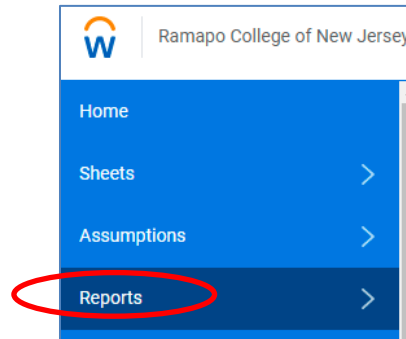 Ramapo College of New Jersey
Home
Sheets
Assumptions
Reports